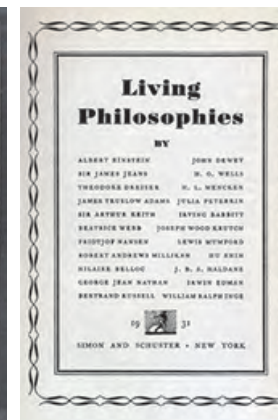 Living
Philosophies
BY
ALBERT EINSTEIN JOHN DEWEY
SIR JAMES JEANS H. G. WELLS
THEODORE DREISER H. L. MENCKEN
JAMES TRUSLOW ADAMS JULIA PETERKIN
SIR ARTHUR KEITH IRVING BABBITT
BEATRICE WEBB JOSEPH WOOD KRUTCH
FRIDTJOF NANSEN LEWIS MUMFORD
ROBERT ANDREWS MILLIKAN HU SHIH
HILAIRE BELLOC J. B. S. HALDANE
GEORGE JEAN NATHAN IRWIN EDMAN
BERTRAND RUSSELL WILLIAM RALPH INGE
19 31
SIMON AND SCHUSTER · NEW YORK